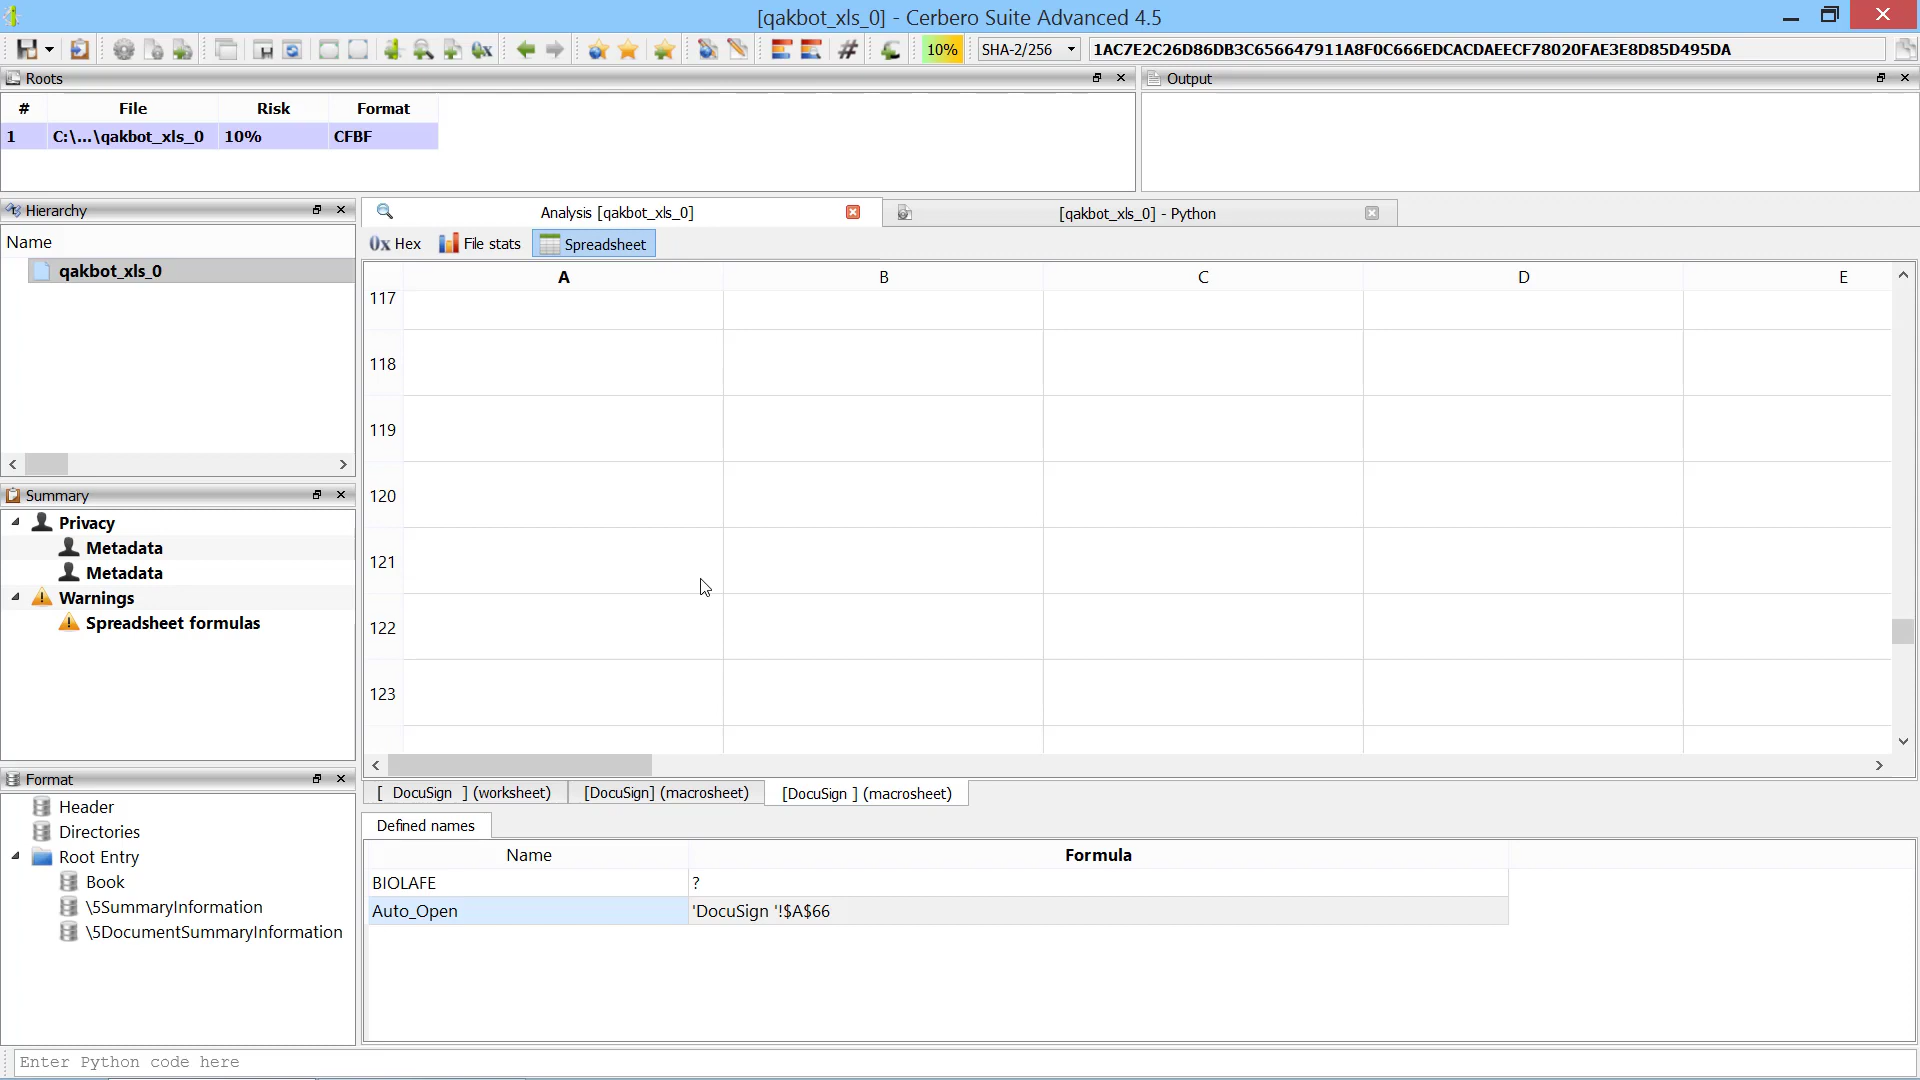 [qakbot_xls_0] - Cerbero Suite Advanced 4.5
10% SHA-2/256 1AC7E2C26D86DB3C656647911A8F0C666EDCACDAEECF78020FAE3E8D85D495DA
Roots
Output
# File Risk Format
1 C:\...\qakbot_xls_0 10% CFBF
Hierarchy
Name
qakbot_xls_0
Summary
Privacy
Metadata
Metadata
Warnings
Spreadsheet formulas
Format
Header
Directories
Root Entry
Book
\5SummaryInformation
\5DocumentSummaryInformation
Analysis [qakbot_xls_0]
[qakbot_xls_0] - Python
0x Hex File stats Spreadsheet
A B C D E
117
118
119
120
121
122
123
[ DocuSign ] (worksheet) [DocuSign] (macrosheet) [DocuSign ] (macrosheet)
Defined names
Name Formula
BIOLAFE ?
Auto_Open 'DocuSign '!$A$66
Enter Python code here